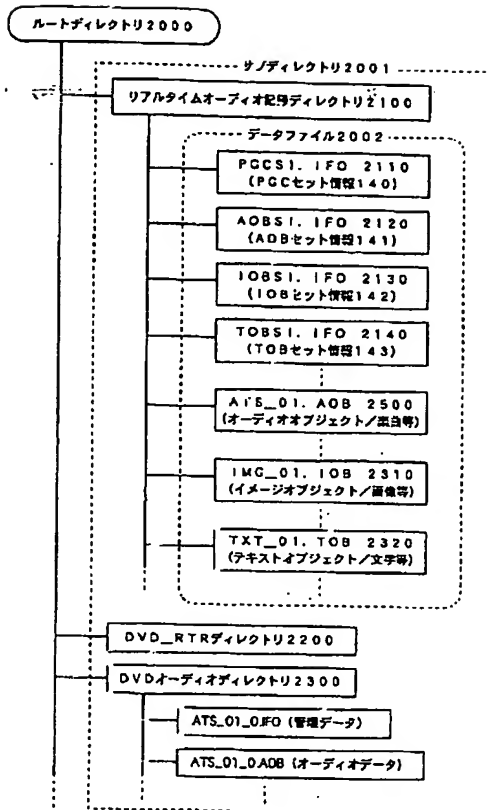 ルートディレクトリ2000
サブディレクトリ2001
リアルタイムオーディオ記録ディレクトリ2100
データファイル2002
PGCSI. IFO 2110
(PGCセット情報140)
AOBSI. IFO 2120
(AOBセット情報141)
IOBSI. IFO 2130
(IOBセット情報142)
TOBSI. IFO 2140
(TOBセット情報143)
ATS_01. AOB 2500
(オーディオオブジェクト/楽曲等)
IMG_01. IOB 2310
(イメージオブジェクト/画像等)
TXT_01. TOB 2320
(テキストオブジェクト/文字等)
DVD_RTRディレクトリ2200
DVDオーディオディレクトリ2300
ATS_01_0.IFO (管理データ)
ATS_01_0.AOB (オーディオデータ)